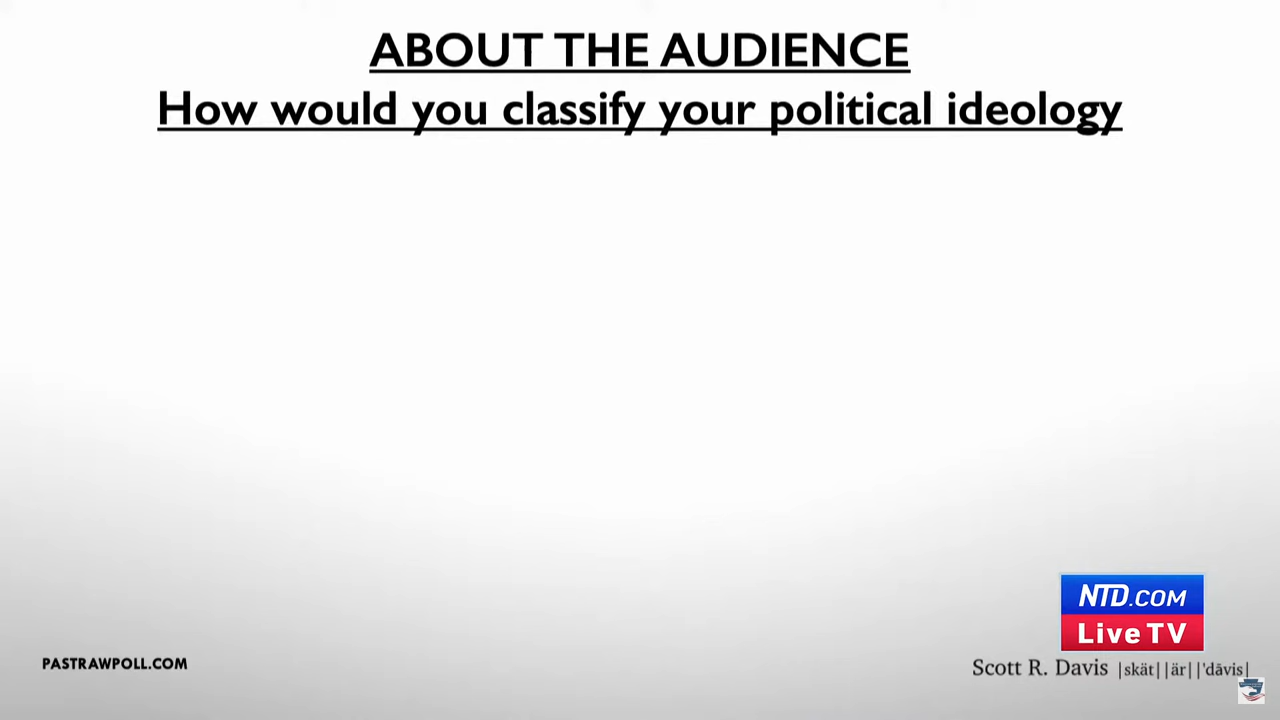 ABOUT THE AUDIENCE
How would you classify your political ideology
NTD.COM
Live TV
PASTRAWPOLL.COM
Scott R. Davis |skät||är||'dāvis|